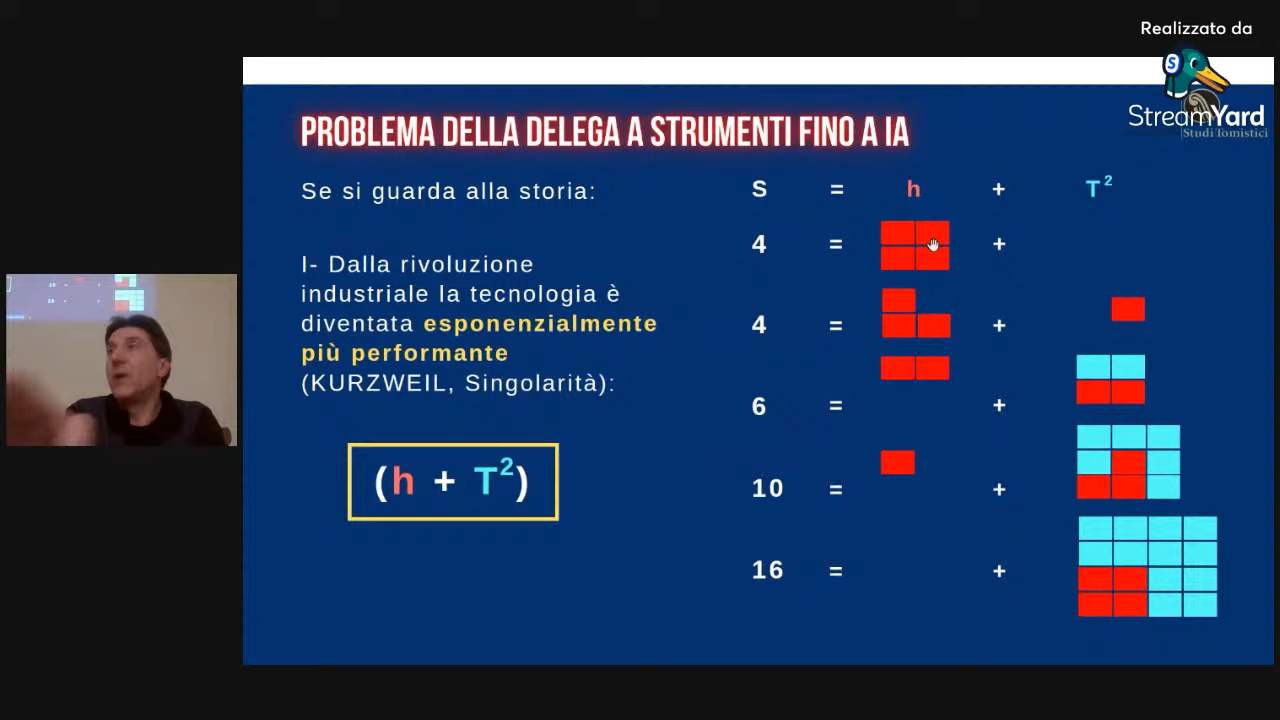 Realizzato da
S
StreamYard
Studi Tomistici
PROBLEMA DELLA DELEGA A STRUMENTI FINO A IA
Se si guarda alla storia:
I- Dalla rivoluzione
industriale la tecnologia è
diventata esponenzialmente
più performante
(KURZWEIL, Singolarità):
(h + T²)
S = h + T²
4 = +
4 = +
6 = +
10 = +
16 = +